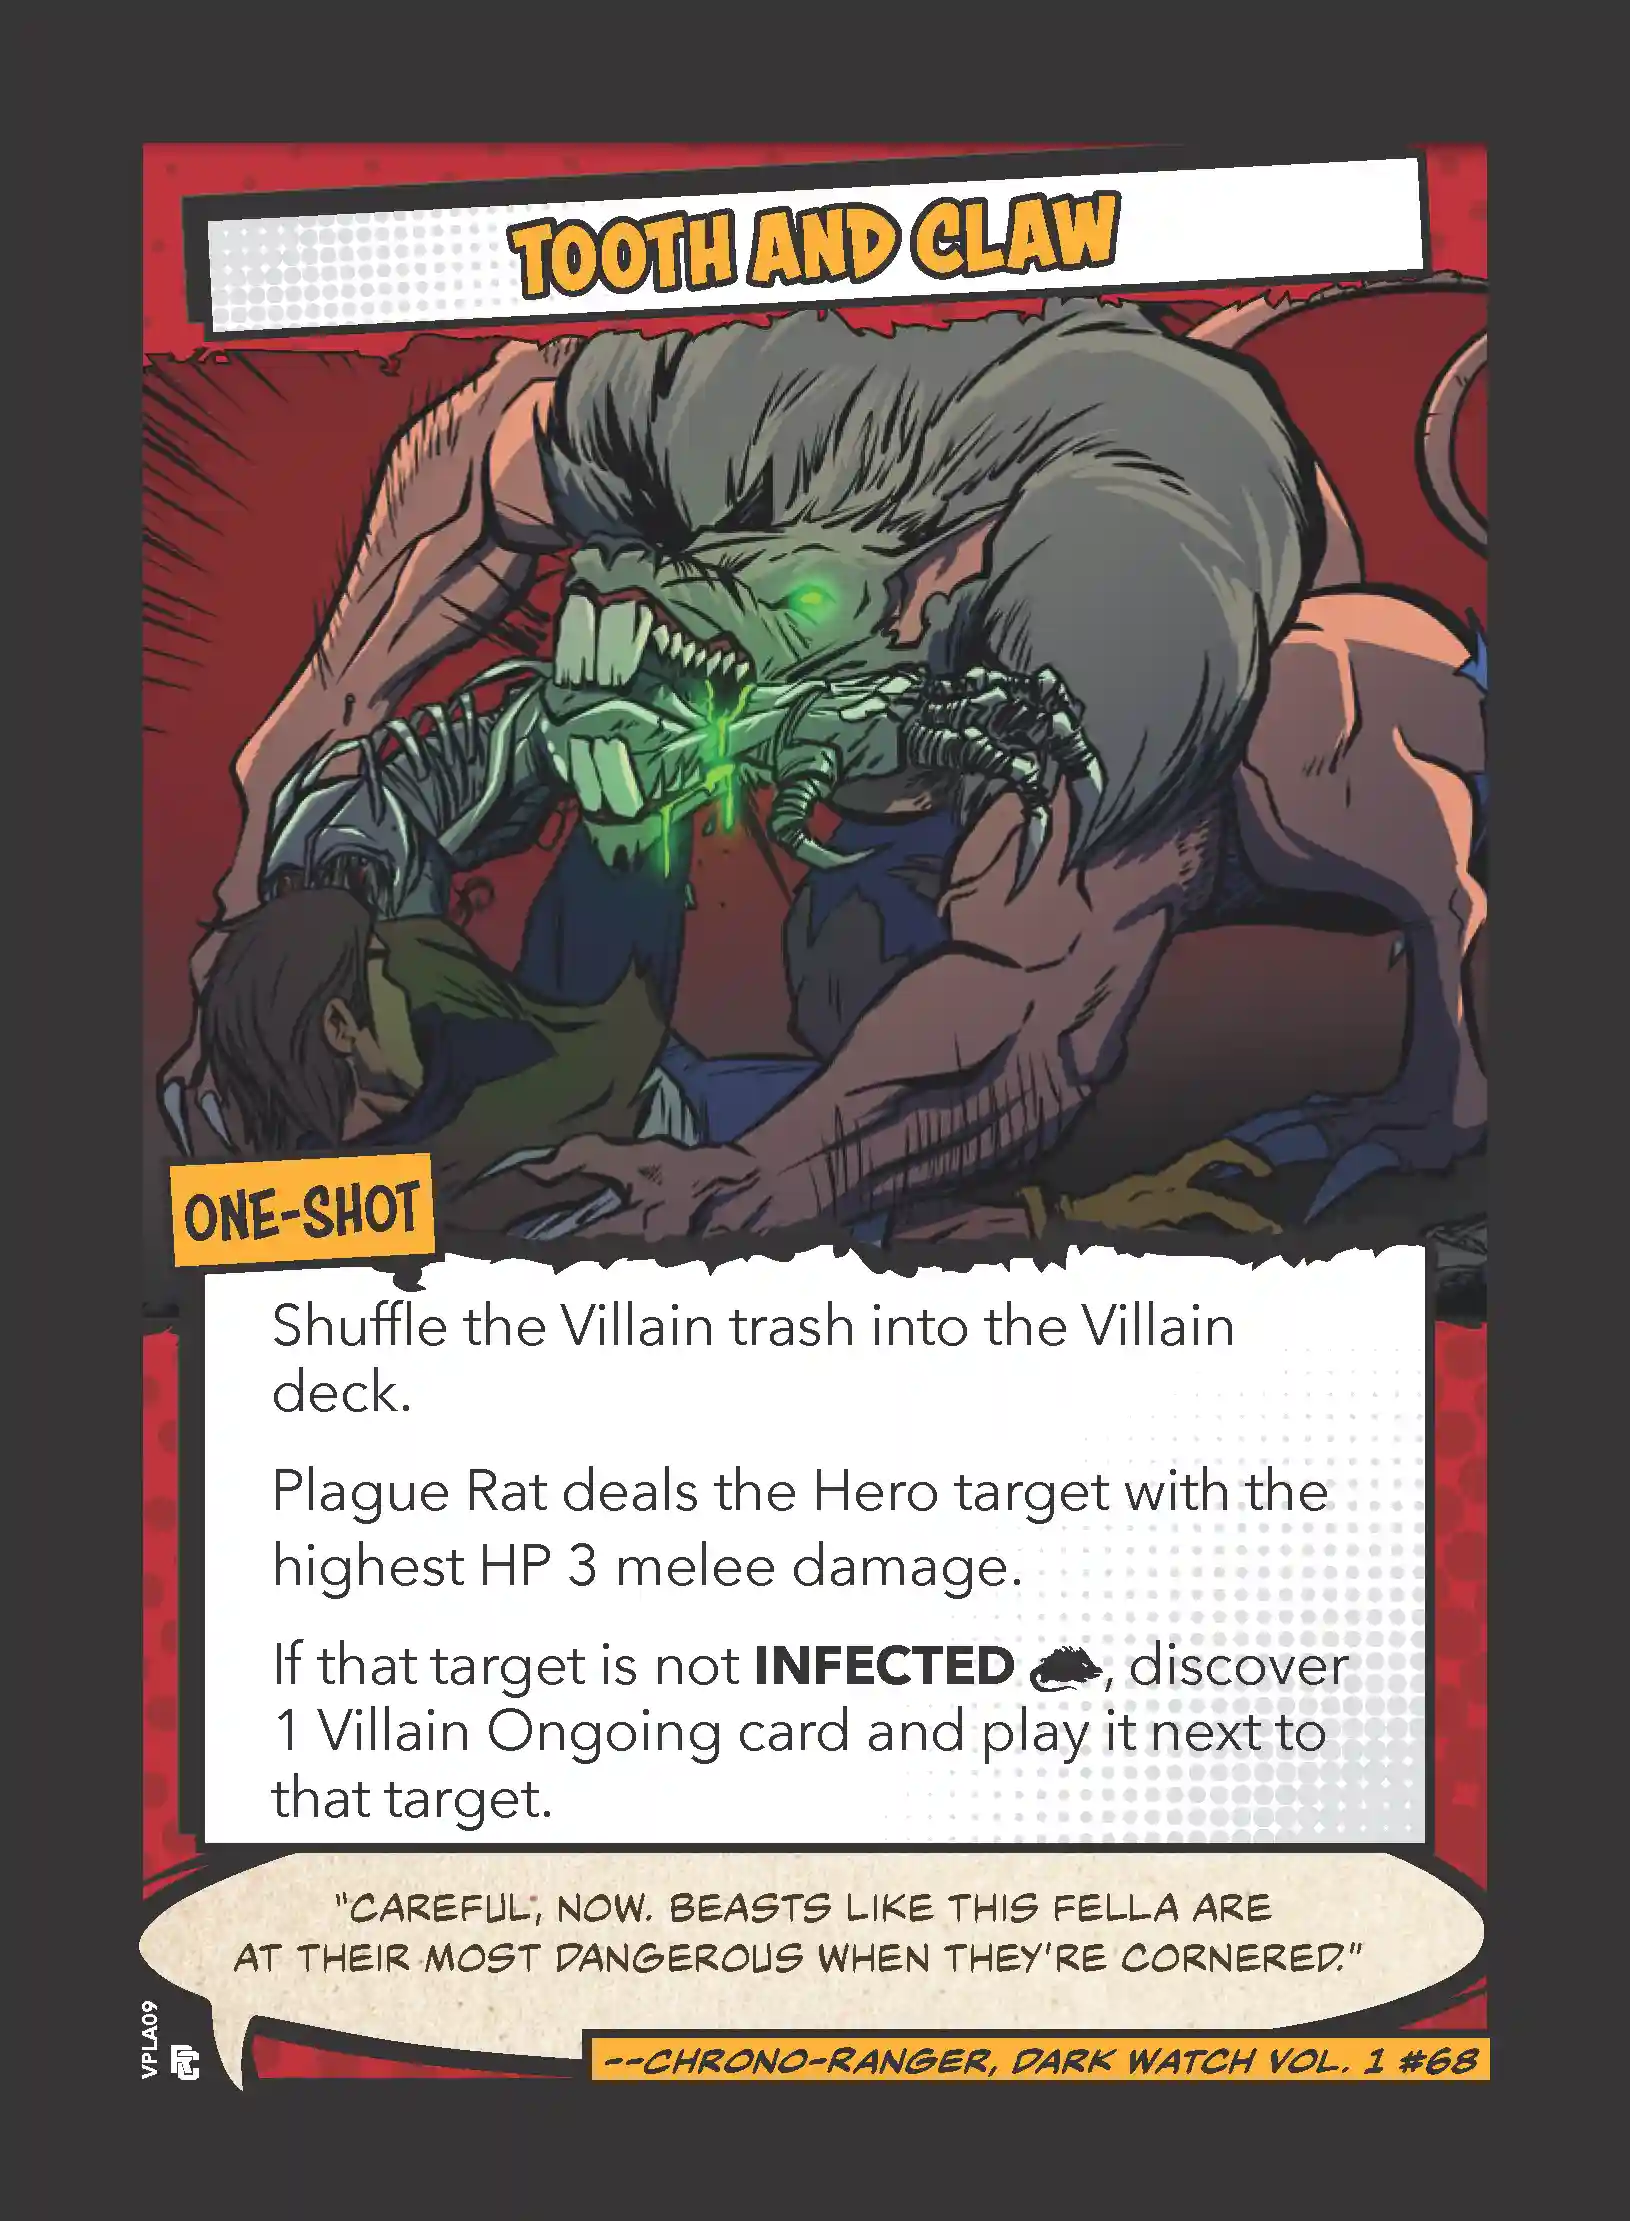 TOOTH AND CLAW
ONE-SHOT
Shuffle the Villain trash into the Villain
deck.
Plague Rat deals the Hero target with the
highest HP 3 melee damage.
If that target is not INFECTED , discover
1 Villain Ongoing card and play it next to
that target.
"CAREFUL, NOW. BEASTS LIKE THIS FELLA ARE
AT THEIR MOST DANGEROUS WHEN THEY'RE CORNERED."
--CHRONO-RANGER, DARK WATCH VOL. 1 #68
VPLA09